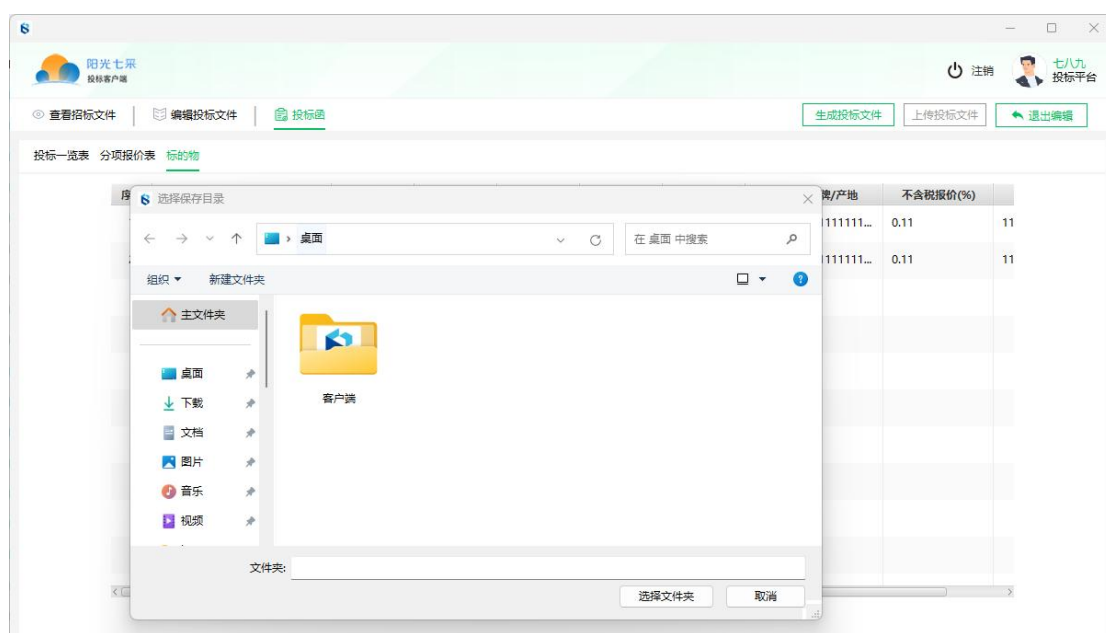 阳光七采
投标客户端
注销
七八九
投标平台
查看招标文件
编辑投标文件
投标函
生成投标文件
上传投标文件
退出编辑
投标一览表 分项报价表 标的物
牌/产地 不含税报价(%)
选择保存目录
桌面
在 桌面 中搜索
组织
新建文件夹
0.11 11
0.11 11
主文件夹
桌面
下载
文档
图片
音乐
视频
客户端
文件夹:
选择文件夹
取消